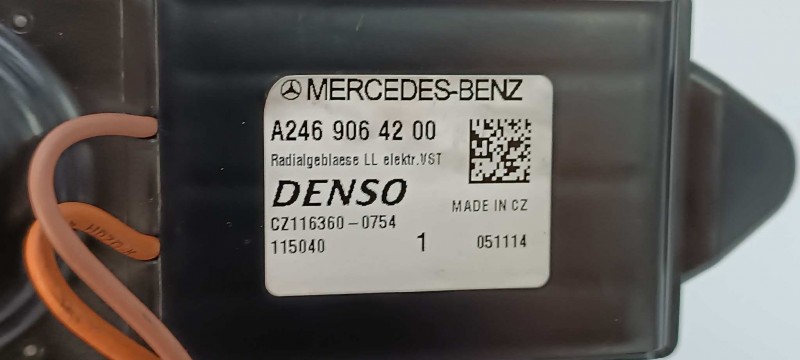 MERCEDES-BENZ
A246 906 42 00
Radialgeblaese LL elektr.VST
DENSO
MADE IN CZ
CZ116360-0754
115040 1 051114